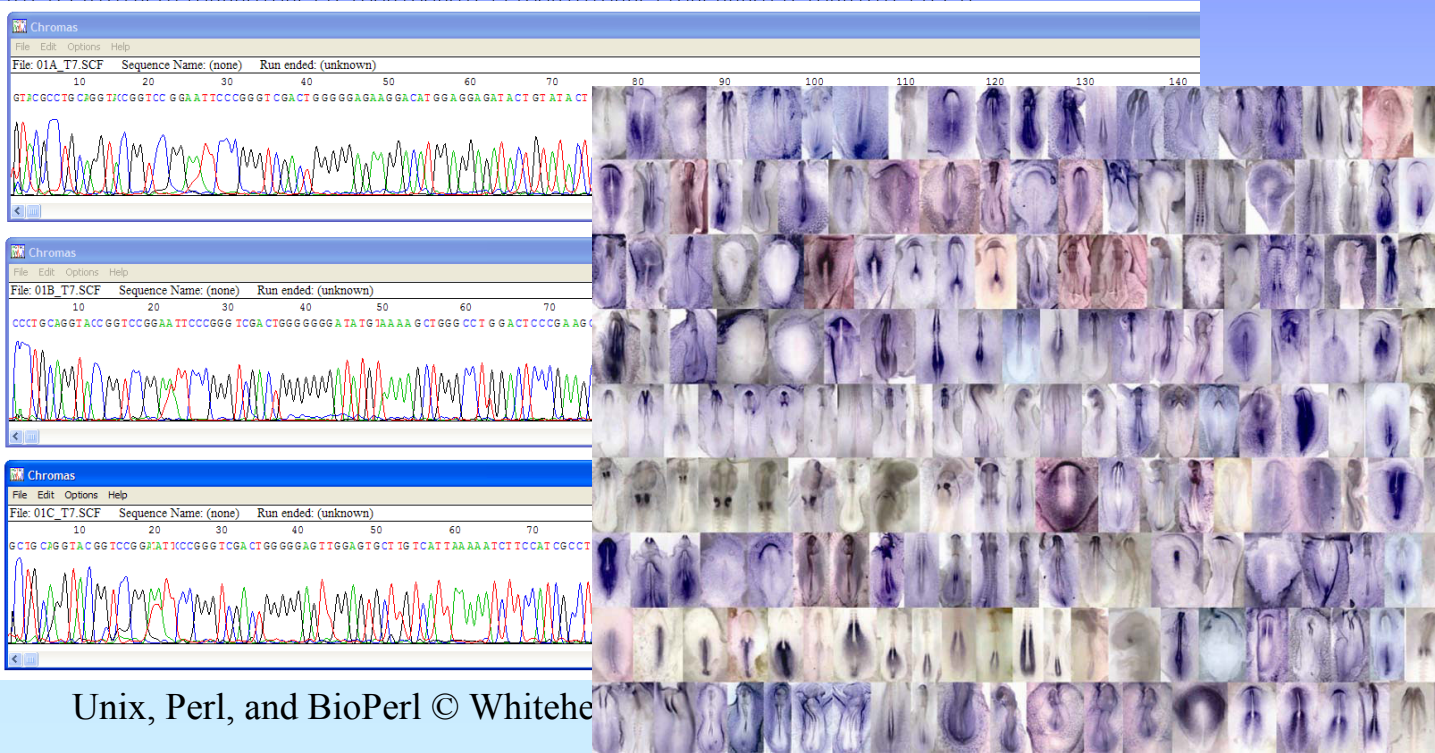 Chromas
File Edit Options Help
File: 01A_T7.SCF Sequence Name: (none) Run ended: (unknown)
10 20 30 40 50 60 70 80 90 100 110 120 130 140
Chromas
File Edit Options Help
File: 01B_T7.SCF Sequence Name: (none) Run ended: (unknown)
10 20 30 40 50 60 70
CCCTGCAGGTACCGGTCCGGAATTCCCGGGTCGACTGGGGGGGATATGTAAAAGCTGGGCCTGGACTCCCGAAGC
Chromas
File Edit Options Help
File: 01C_T7.SCF Sequence Name: (none) Run ended: (unknown)
10 20 30 40 50 60 70
Unix, Perl, and BioPerl © Whitehe